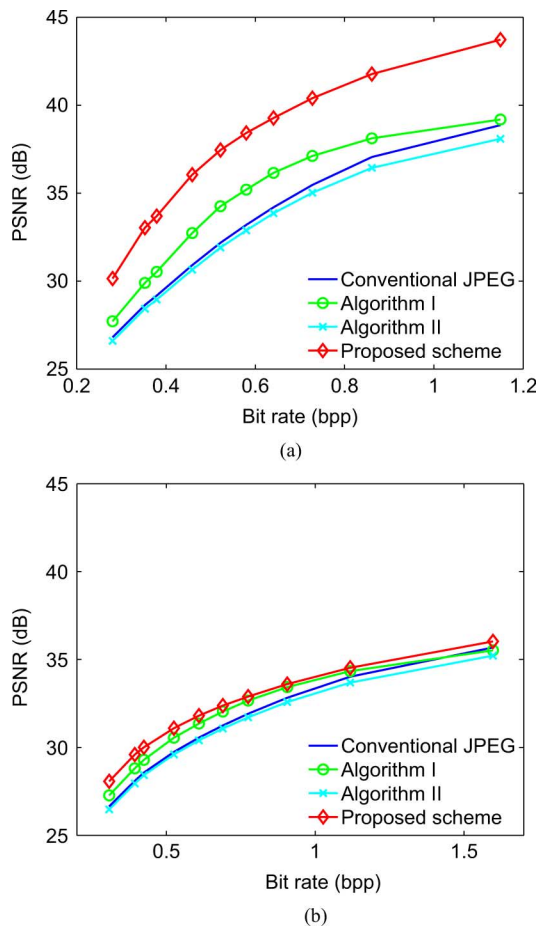 45
40
35
30
25
PSNR (dB)
Conventional JPEG
Algorithm I
Algorithm II
Proposed scheme
0.2 0.4 0.6 0.8 1 1.2
Bit rate (bpp)
(a)
45
40
35
30
25
PSNR (dB)
Conventional JPEG
Algorithm I
Algorithm II
Proposed scheme
0.5 1 1.5
Bit rate (bpp)
(b)